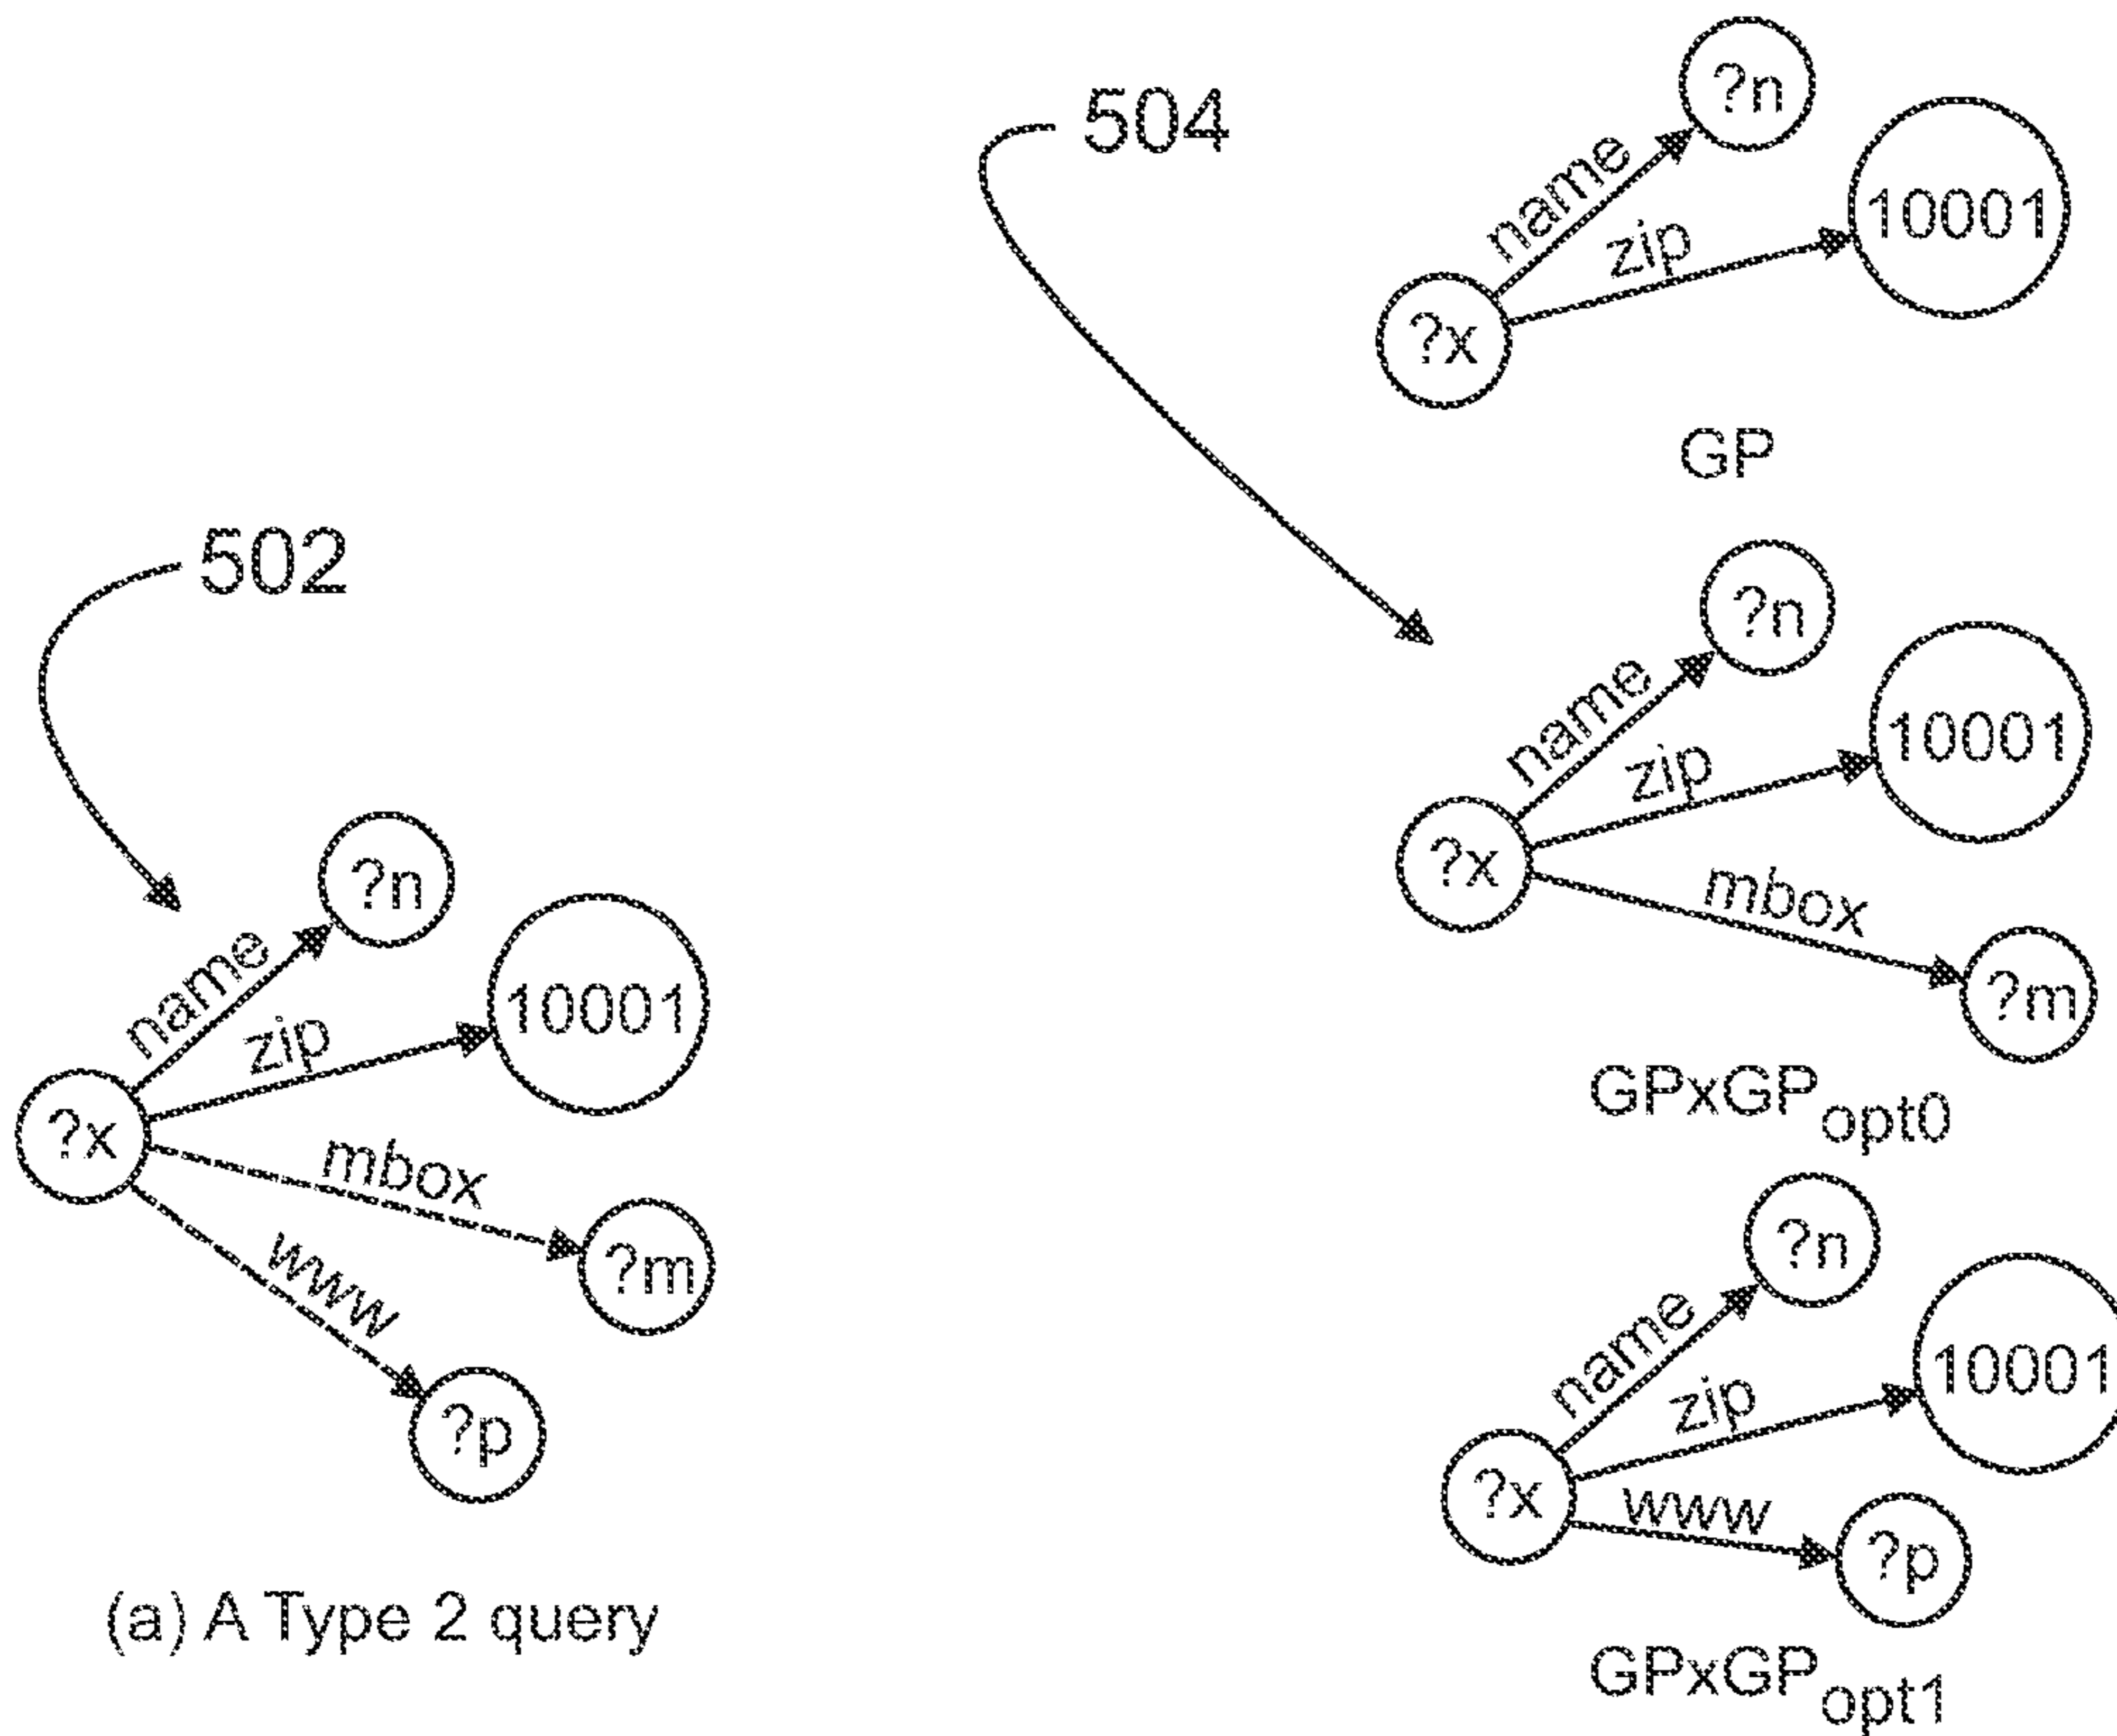 502
?n
name
10001
zip
?x
mbox
?m
www
?p
(a) A Type 2 query
504
?n
name
10001
zip
?x
GP
?n
name
10001
zip
?x
mbox
?m
GPxGPopt0
?n
name
10001
zip
?x
www
?p
GPxGPopt1